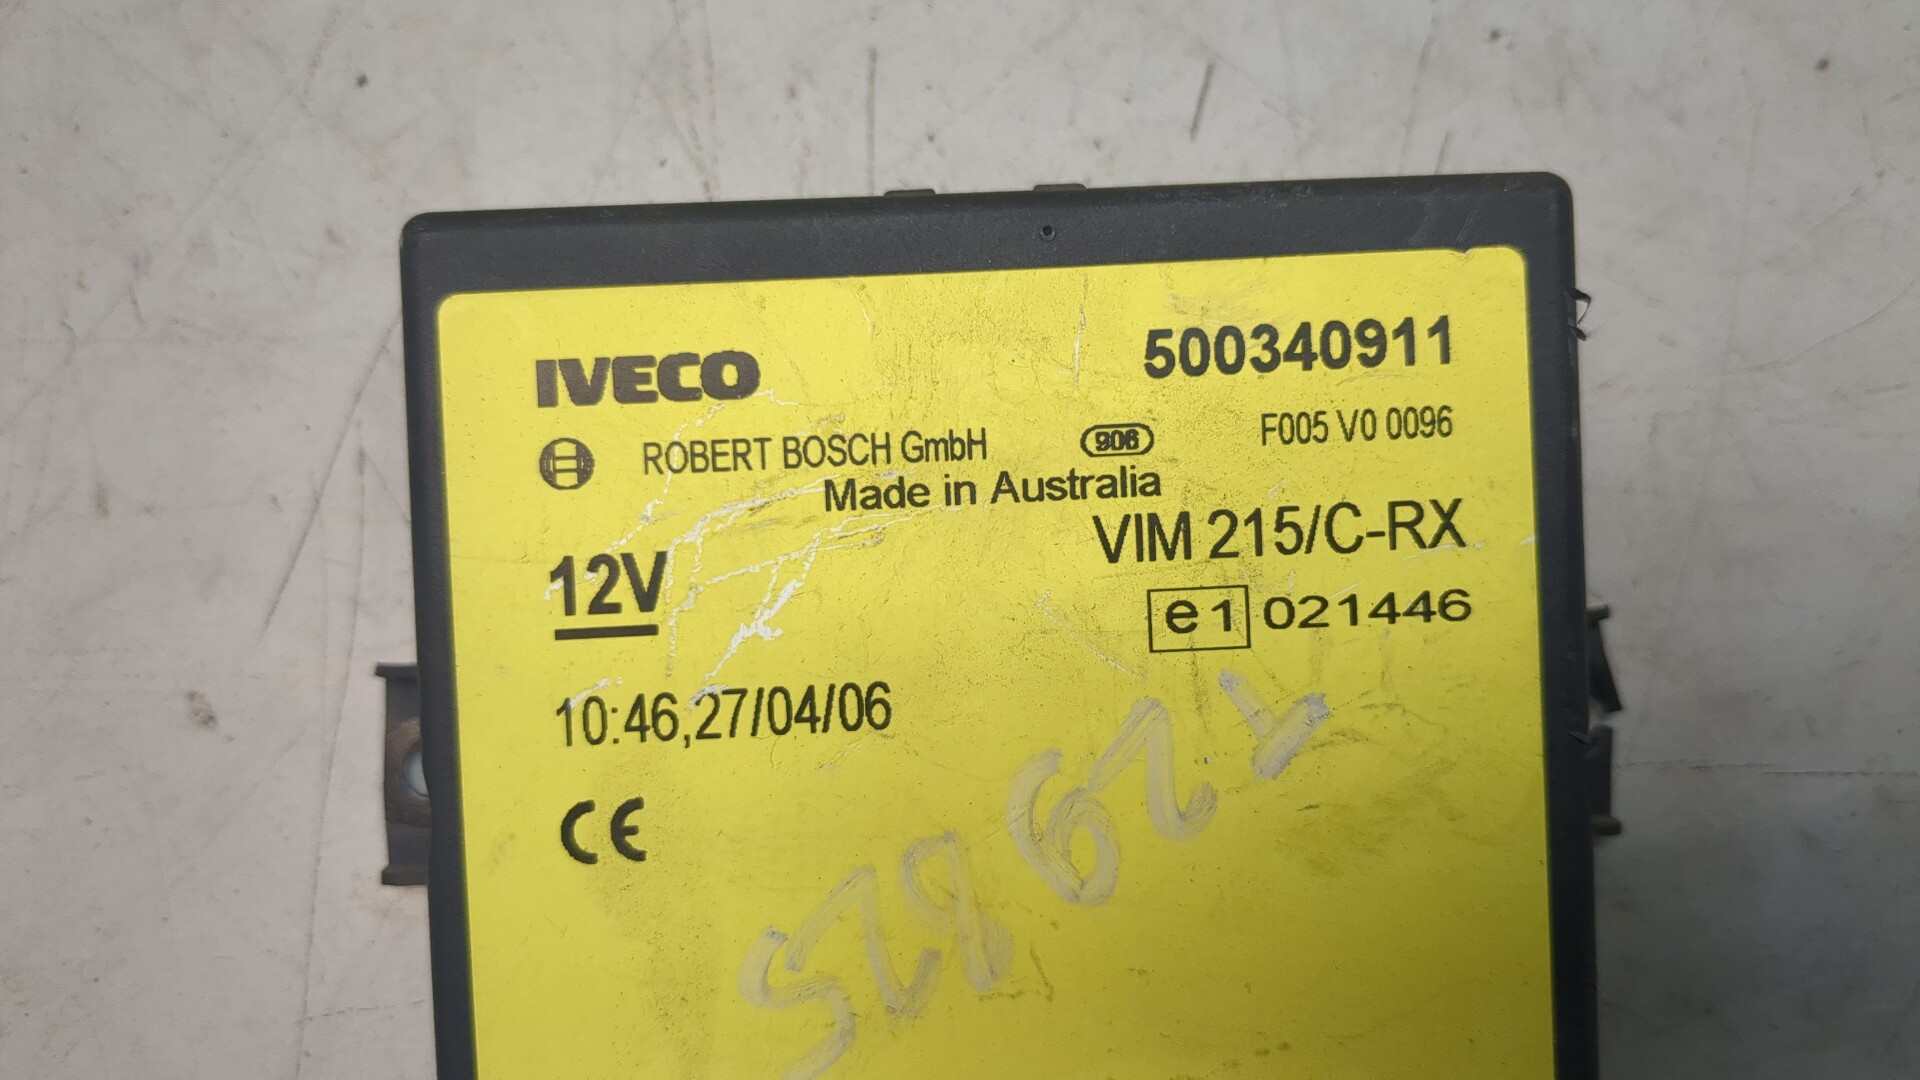 IVECO 500340911
ROBERT BOSCH GmbH 906 F005 V0 0096
Made in Australia
VIM 215/C-RX
12V
e1 021446
10:46,27/04/06
CE